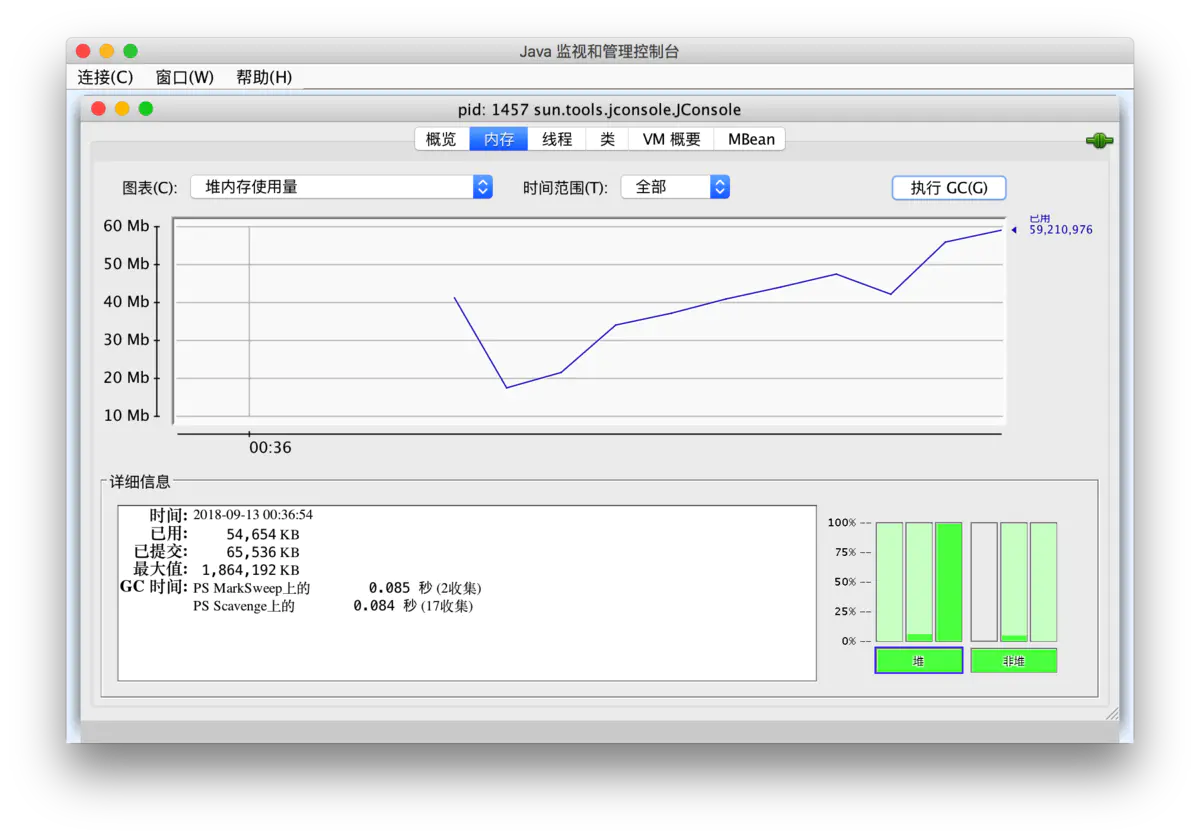 Java 监视和管理控制台
连接(C) 窗口(W) 帮助(H)
pid: 1457 sun.tools.jconsole.JConsole
概览 内存 线程 类 VM 概要 MBean
图表(C): 堆内存使用量 时间范围(T): 全部 执行 GC(G)
60 Mb
50 Mb
40 Mb
30 Mb
20 Mb
10 Mb
已用
59,210,976
00:36
详细信息
时间: 2018-09-13 00:36:54
已用: 54,654 KB
已提交: 65,536 KB
最大值: 1,864,192 KB
GC 时间: PS MarkSweep上的 0.085 秒 (2收集)
PS Scavenge上的 0.084 秒 (17收集)
100% --
75% --
50% --
25% --
0% --
堆 非堆